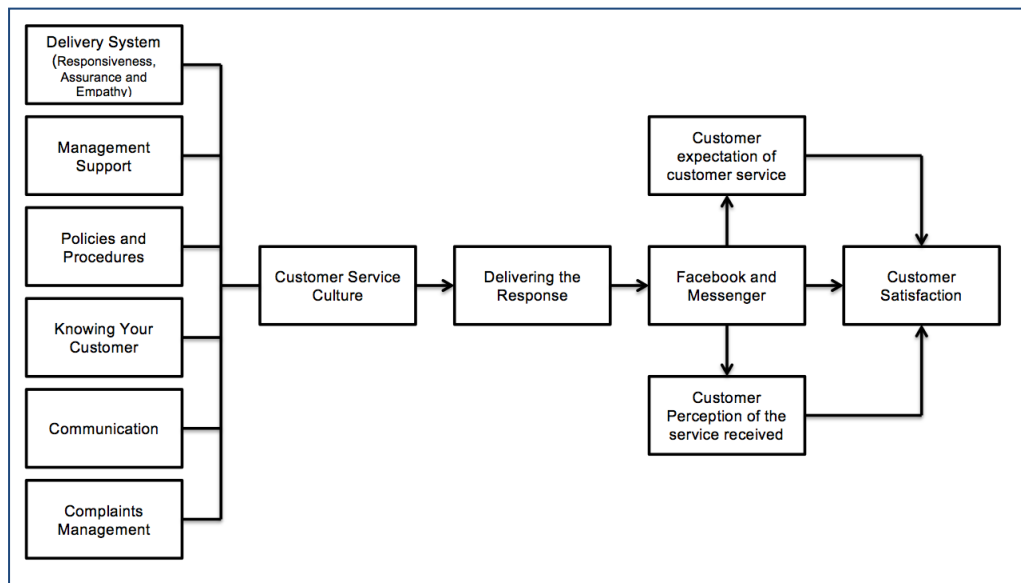 Delivery System
(Responsiveness,
Assurance and
Empathy)
Management
Support
Policies and
Procedures
Knowing Your
Customer
Communication
Complaints
Management
Customer Service
Culture
Delivering the
Response
Customer
expectation of
customer service
Facebook and
Messenger
Customer
Perception of the
service received
Customer
Satisfaction